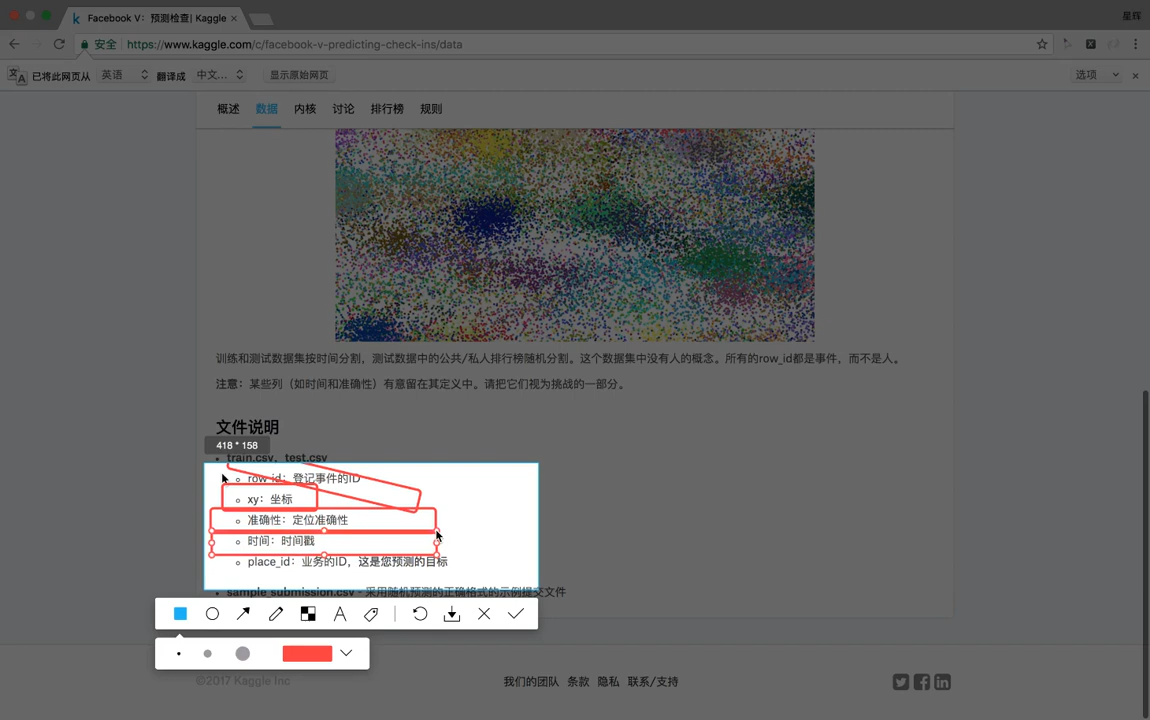 Facebook V：预测检查| Kaggle
星辉
安全 https://www.kaggle.com/c/facebook-v-predicting-check-ins/data
已将此网页从 英语 翻译成 中文... 显示原始网页 选项
概述 数据 内核 讨论 排行榜 规则
训练和测试数据集按时间分割，测试数据中的公共/私人排行榜随机分割。这个数据集中没有人的概念。所有的row_id都是事件，而不是人。
注意：某些列（如时间和准确性）有意留在其定义中。请把它们视为挑战的一部分。
文件说明
418 * 158
train.csv，test.csv
row_id：登记事件的ID
xy：坐标
准确性：定位准确性
时间：时间戳
place_id：业务的ID，这是您预测的目标
sample_submission.csv - 采用随机预测的正确格式的示例提交文件
©2017 Kaggle Inc
我们的团队 条款 隐私 联系/支持